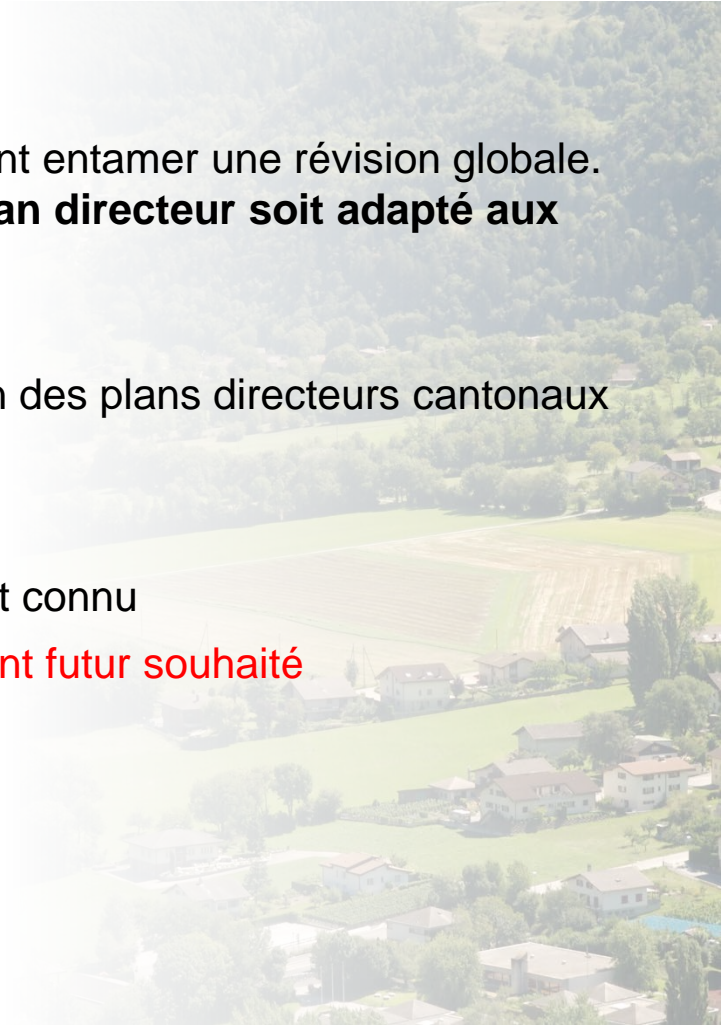 nt entamer une révision globale.
an directeur soit adapté aux
n des plans directeurs cantonaux
t connu
nt futur souhaité